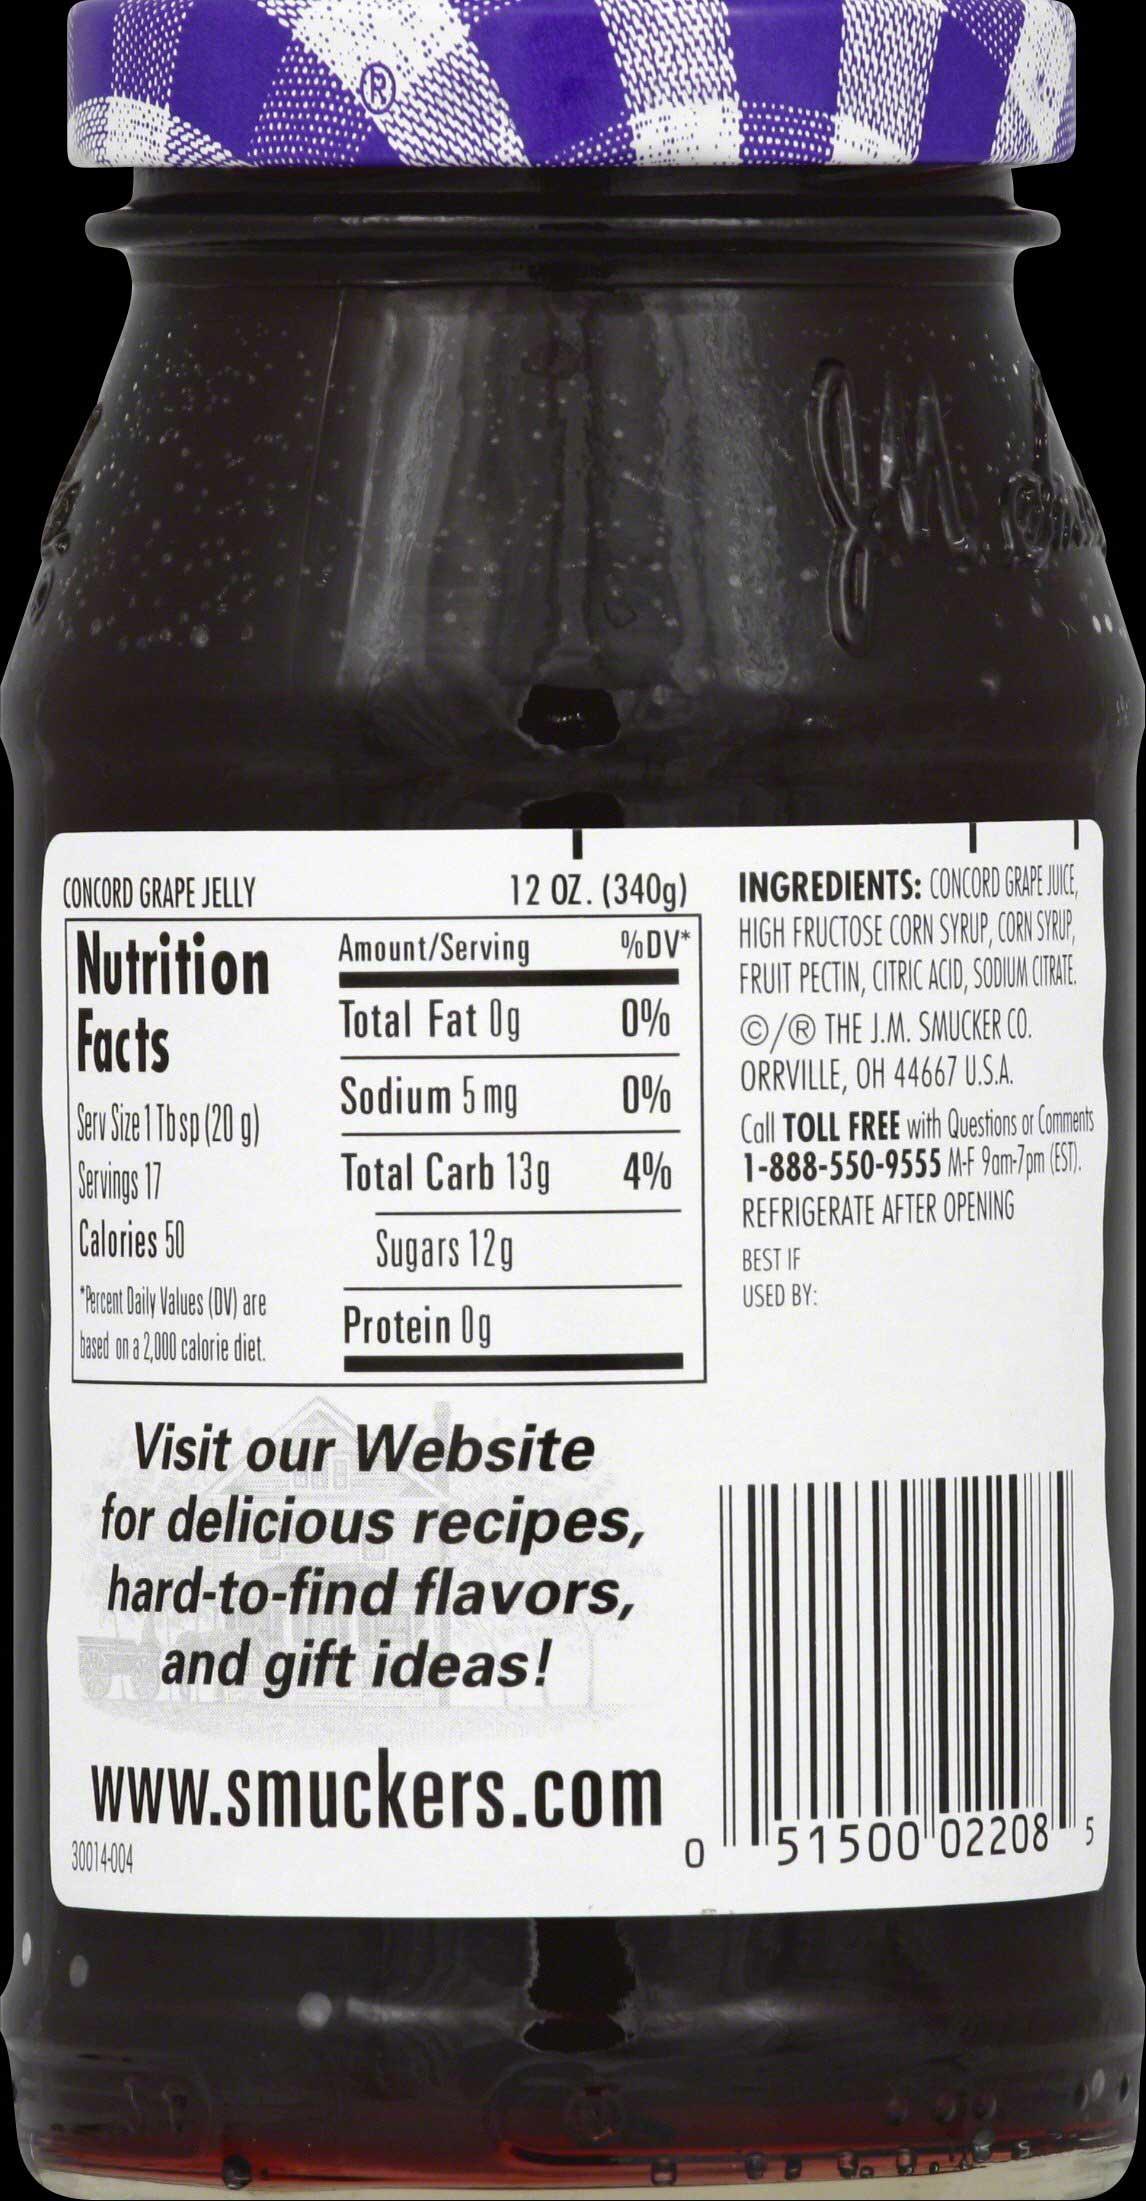 ®
CONCORD GRAPE JELLY
12 OZ. (340g)
Nutrition
Facts
Serv Size 1 Tbsp (20 g)
Servings 17
Calories 50
*Percent Daily Values (DV) are
based on a 2,000 calorie diet.
Amount/Serving %DV*
Total Fat 0g 0%
Sodium 5 mg 0%
Total Carb 13g 4%
Sugars 12g
Protein 0g
INGREDIENTS: CONCORD GRAPE JUICE,
HIGH FRUCTOSE CORN SYRUP, CORN SYRUP,
FRUIT PECTIN, CITRIC ACID, SODIUM CITRATE.
©/® THE J.M. SMUCKER CO.
ORRVILLE, OH 44667 U.S.A.
Call TOLL FREE with Questions or Comments
1-888-550-9555 M-F 9am-7pm (EST).
REFRIGERATE AFTER OPENING
BEST IF
USED BY:
Visit our Website
for delicious recipes,
hard-to-find flavors,
and gift ideas!
www.smuckers.com
30014-004
0 51500 02208 5